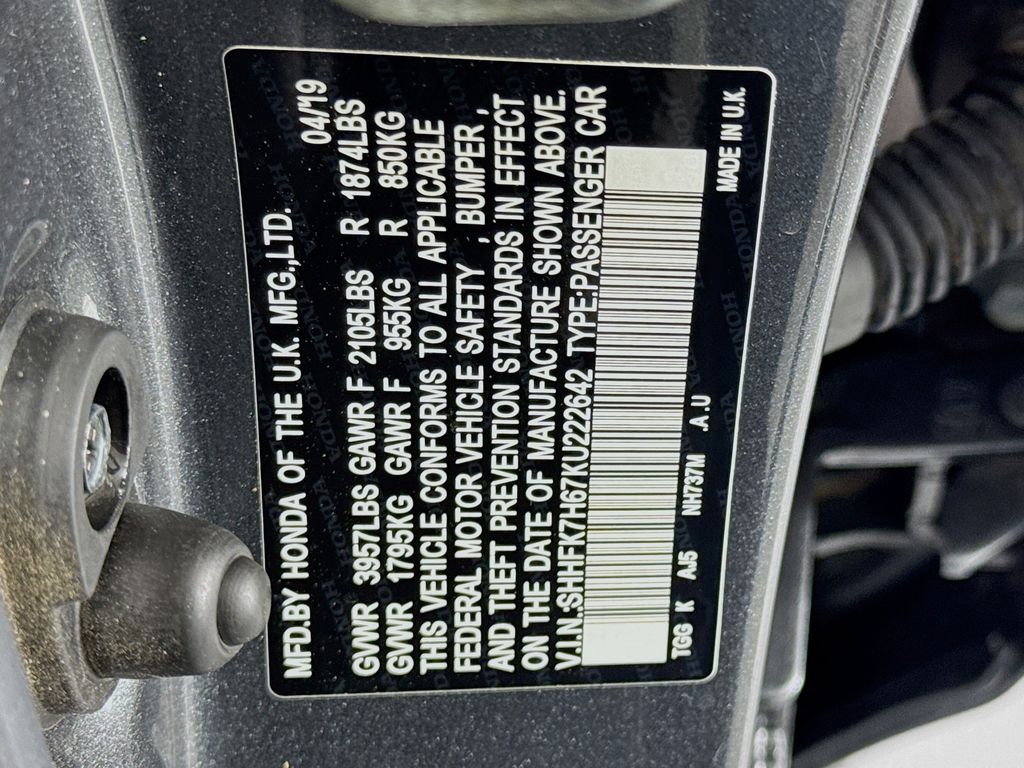 MFD.BY HONDA OF THE U.K. MFG.,LTD. 04/19
GVWR 3957LBS GAWR F 2105LBS R 1874LBS
GVWR 1795KG GAWR F 955KG R 850KG
THIS VEHICLE CONFORMS TO ALL APPLICABLE
FEDERAL MOTOR VEHICLE SAFETY , BUMPER ,
AND THEFT PREVENTION STANDARDS IN EFFECT
ON THE DATE OF MANUFACTURE SHOWN ABOVE.
V.I.N.:SHHFK7H67KU222642 TYPE:PASSENGER CAR
TGG K AJ5 NH737M .A.U
MADE IN U.K.